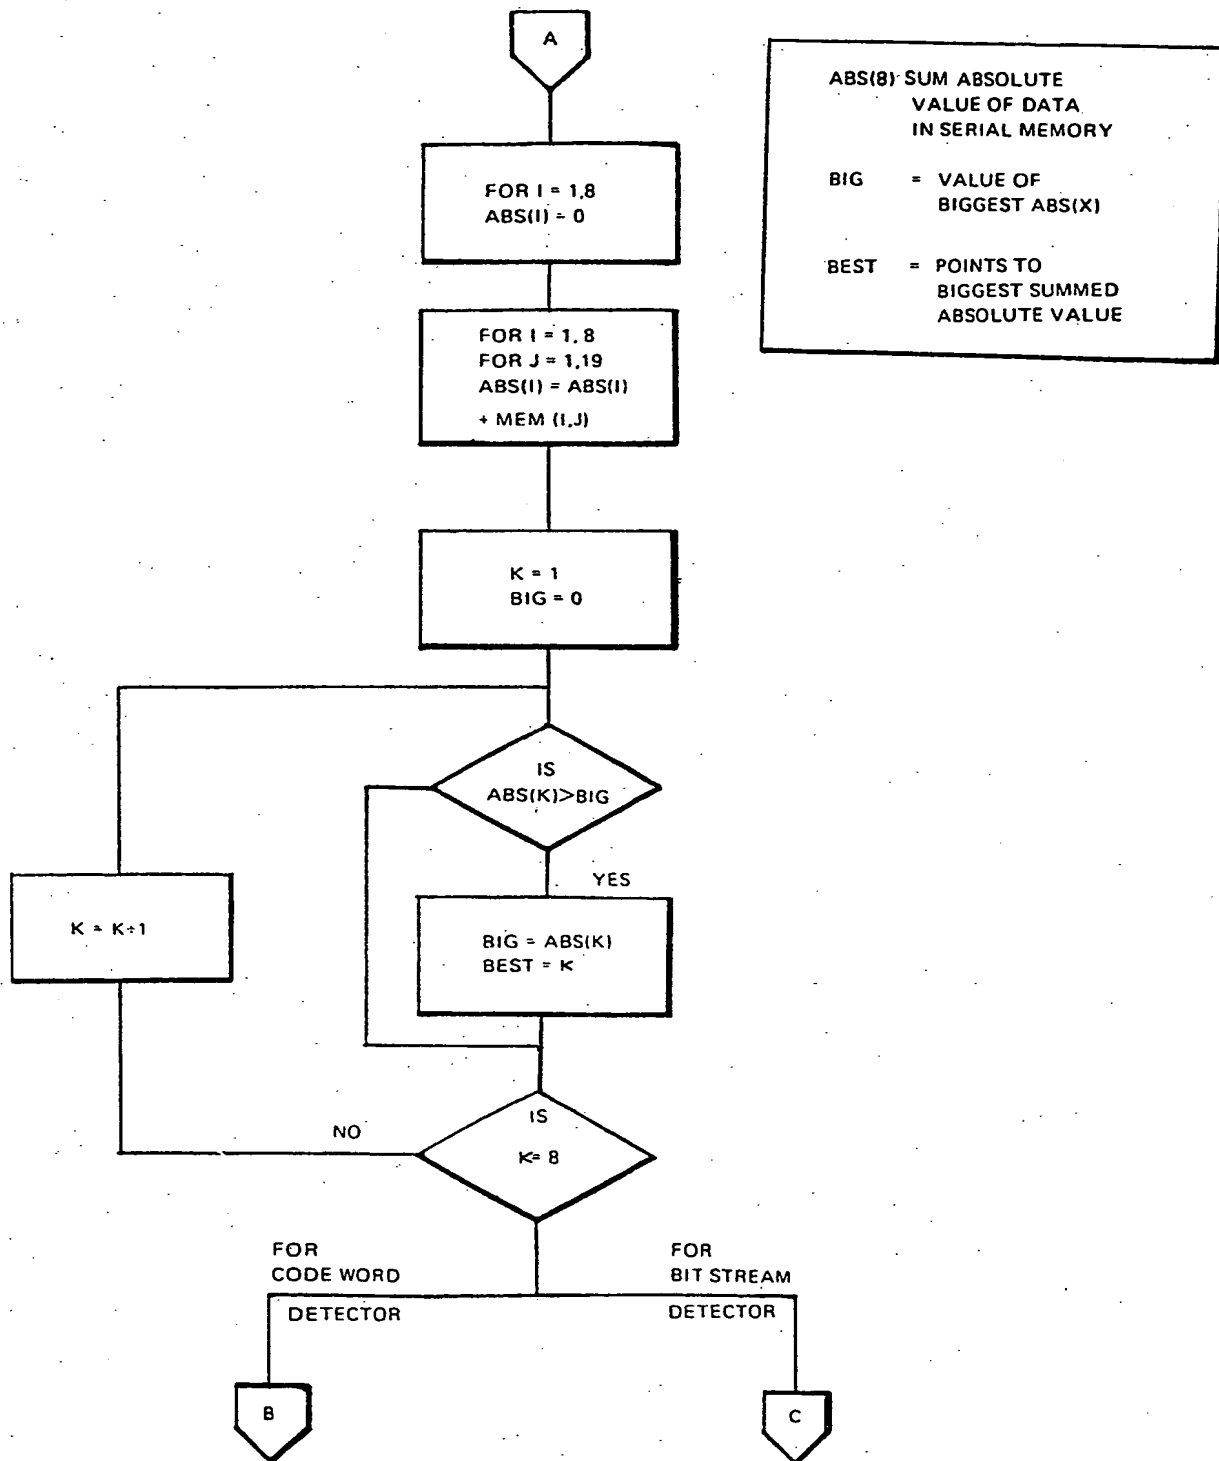 A
ABS(8) SUM ABSOLUTE
VALUE OF DATA
IN SERIAL MEMORY
BIG = VALUE OF
BIGGEST ABS(X)
BEST = POINTS TO
BIGGEST SUMMED
ABSOLUTE VALUE
FOR I = 1,8
ABS(I) = 0
FOR I = 1, 8
FOR J = 1,19
ABS(I) = ABS(I)
+ MEM (I,J)
K = 1
BIG = 0
IS
ABS(K)>BIG
YES
BIG = ABS(K)
BEST = K
K = K+1
IS
K= 8
NO
FOR
CODE WORD
DETECTOR
FOR
BIT STREAM
DETECTOR
B
C